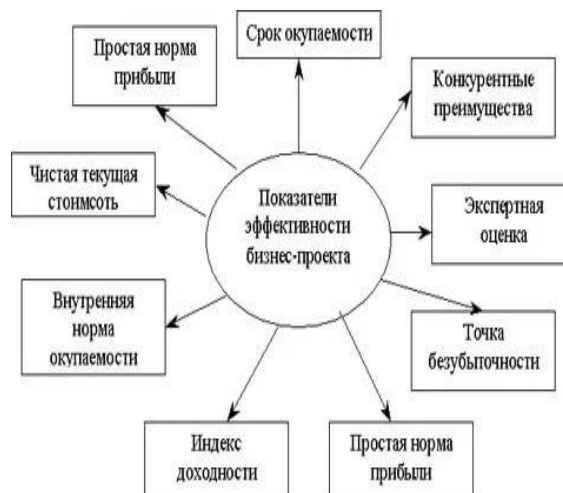 Срок окупаемости
Простая норма
прибыли
Конкурентные
преимущества
Чистая текущая
стоимсоть
Показатели
эффективности
бизнес-проекта
Экспертная
оценка
Внутренняя
норма
окупаемости
Точка
безубыточности
Индекс
доходности
Простая норма
прибыли